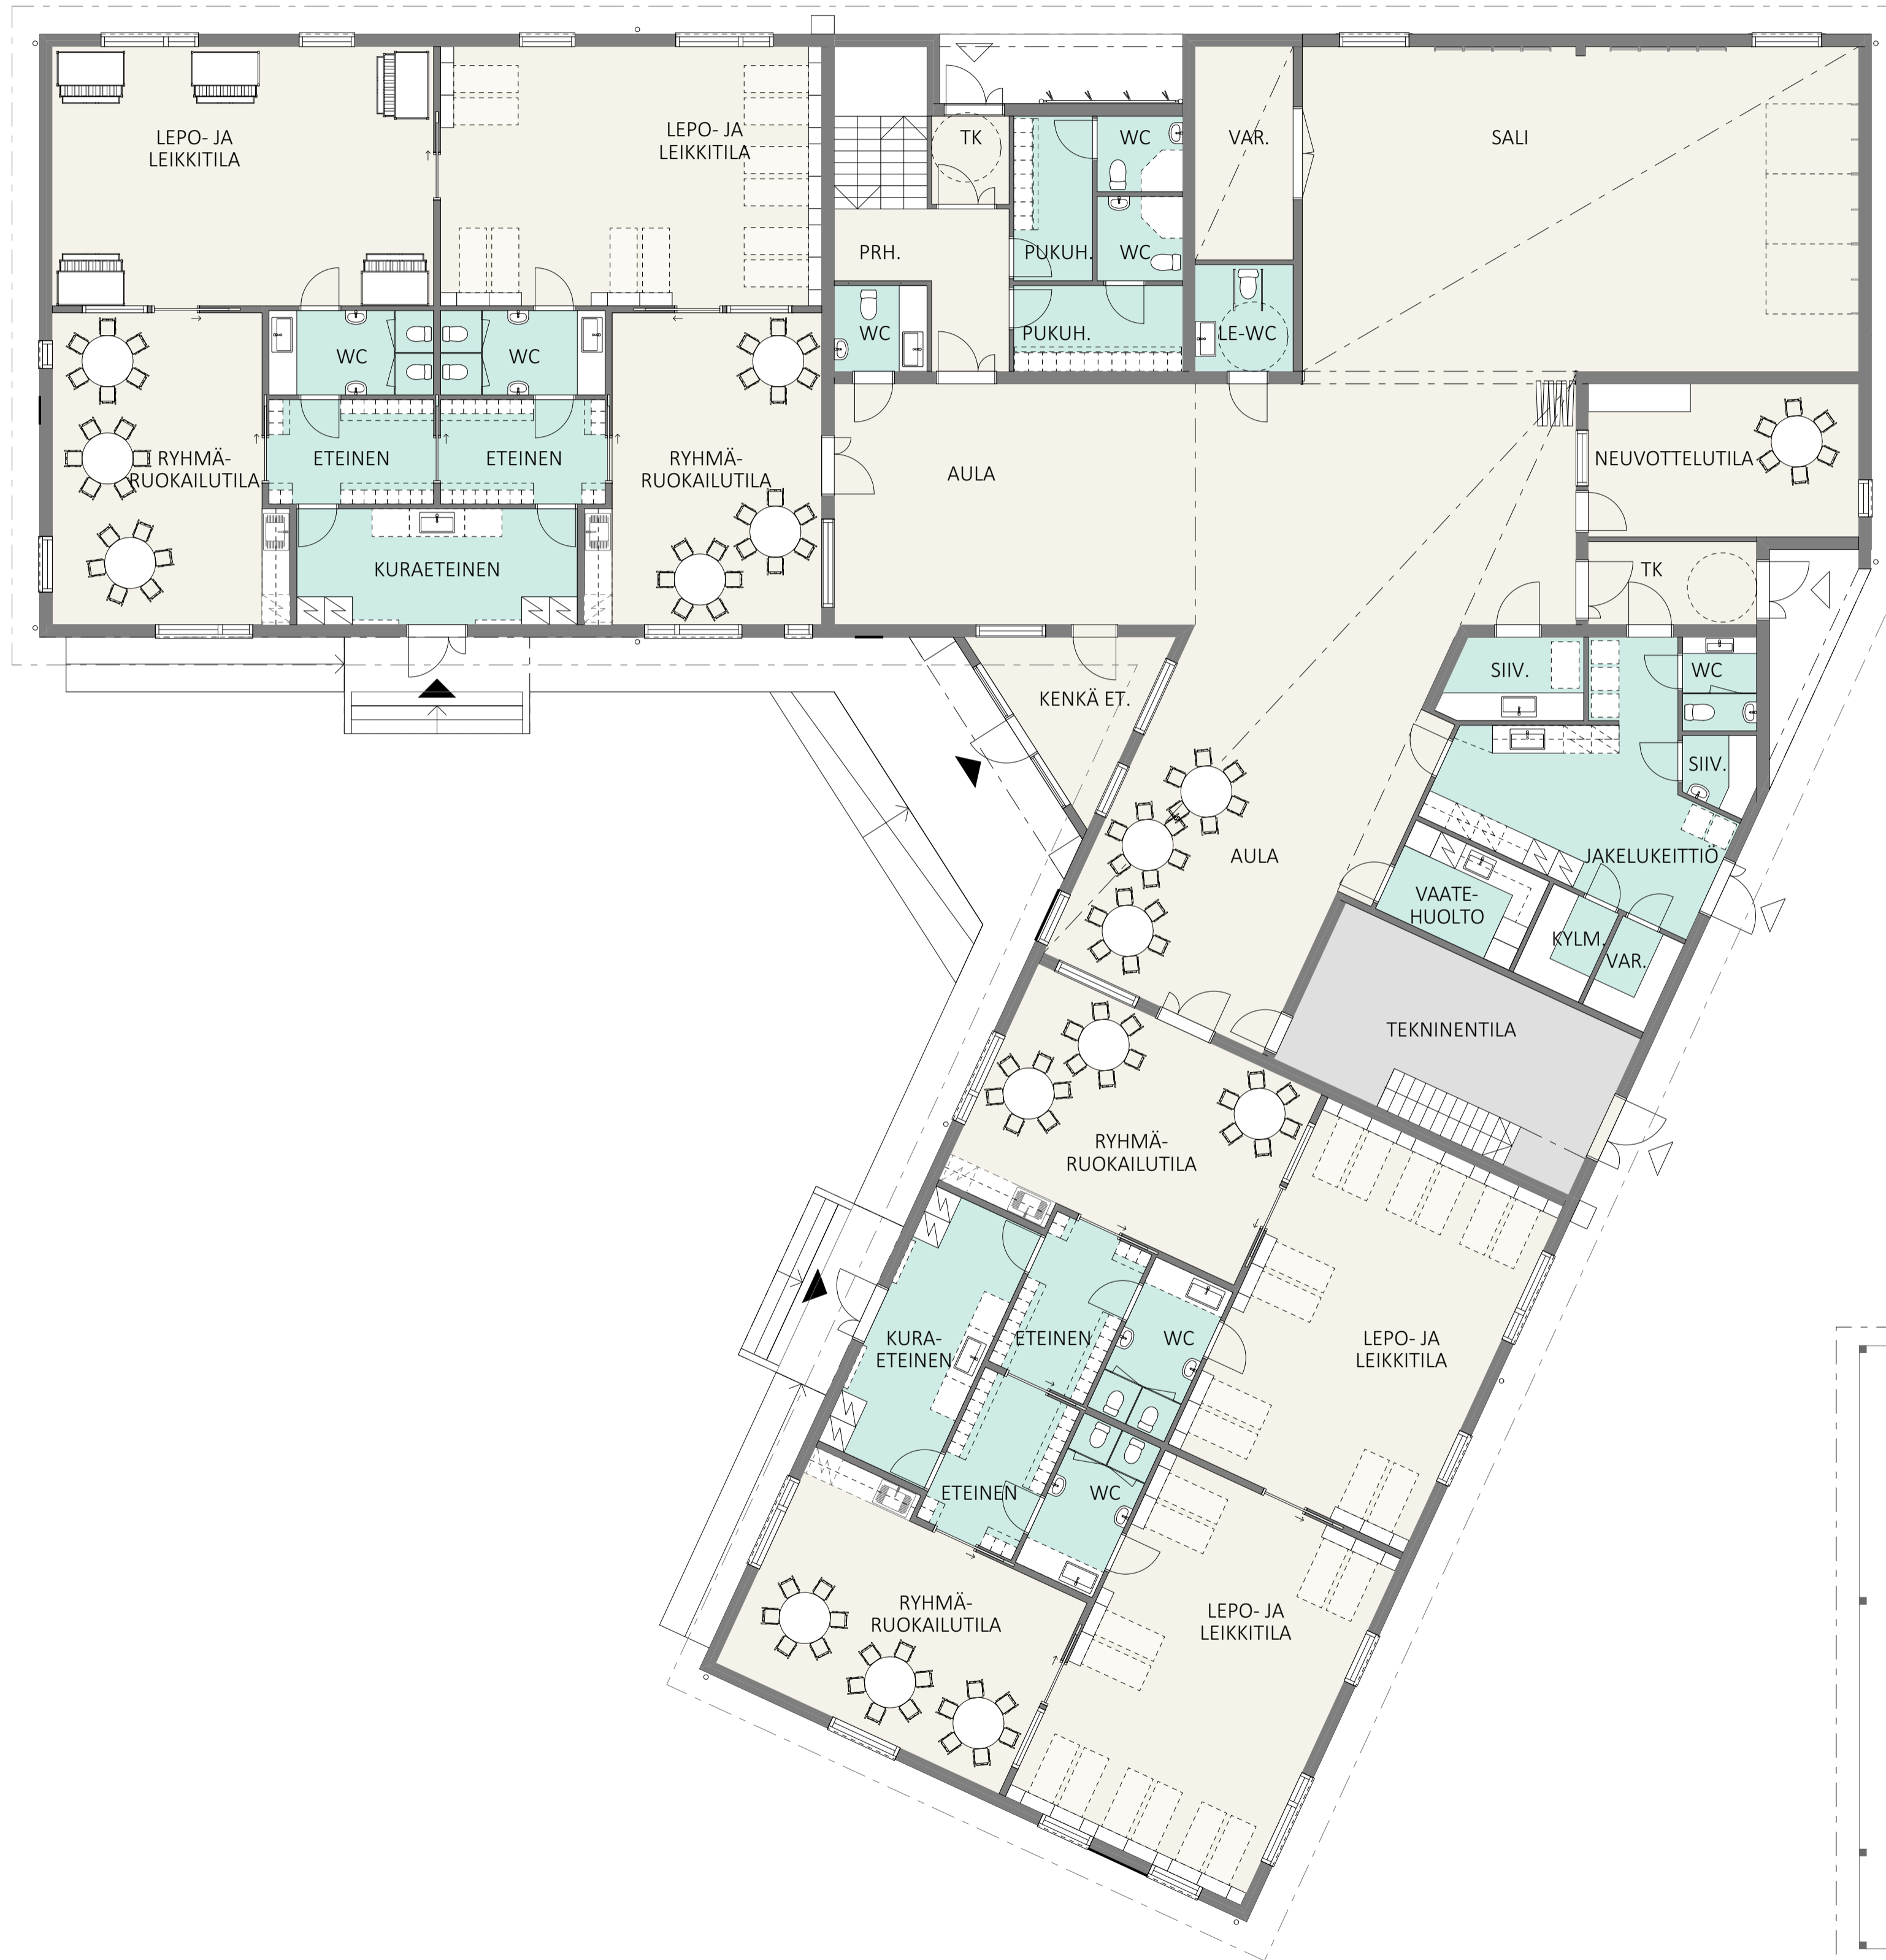 LEPO- JA
LEIKKITILA
LEPO- JA
LEIKKITILA
TK
WC
VAR.
SALI
PRH.
PUKUH.
WC
WC
WC
WC
PUKUH.
LE-WC
RYHMÄ-
RUOKAILUTILA
ETEINEN
ETEINEN
RYHMÄ-
RUOKAILUTILA
AULA
NEUVOTTELUTILA
KURAETEINEN
TK
KENKÄ ET.
SIIV.
WC
SIIV.
AULA
JAKELUKEITTIÖ
VAATE-
HUOLTO
KYLM.
VAR.
TEKNINENTILA
RYHMÄ-
RUOKAILUTILA
KURA-
ETEINEN
ETEINEN
WC
LEPO- JA
LEIKKITILA
ETEINEN
WC
RYHMÄ-
RUOKAILUTILA
LEPO- JA
LEIKKITILA